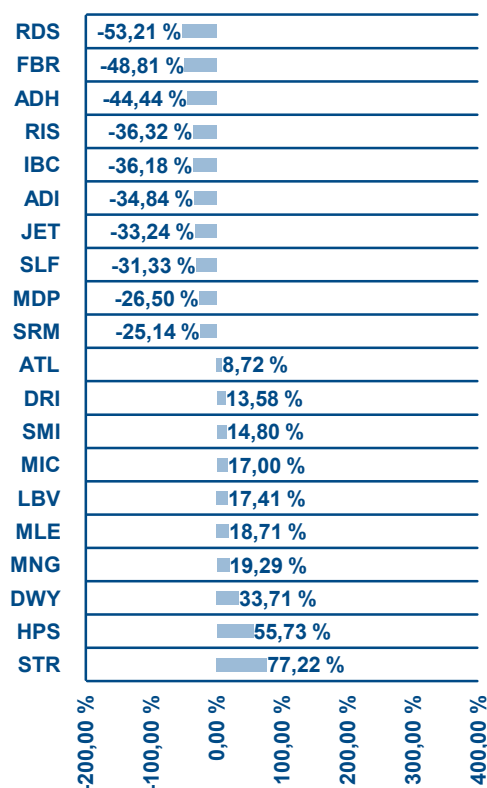 RDS -53,21 %
FBR -48,81 %
ADH -44,44 %
RIS -36,32 %
IBC -36,18 %
ADI -34,84 %
JET -33,24 %
SLF -31,33 %
MDP -26,50 %
SRM -25,14 %
ATL 8,72 %
DRI 13,58 %
SMI 14,80 %
MIC 17,00 %
LBV 17,41 %
MLE 18,71 %
MNG 19,29 %
DWY 33,71 %
HPS 55,73 %
STR 77,22 %
-200,00 %
-100,00 %
0,00 %
100,00 %
200,00 %
300,00 %
400,00 %